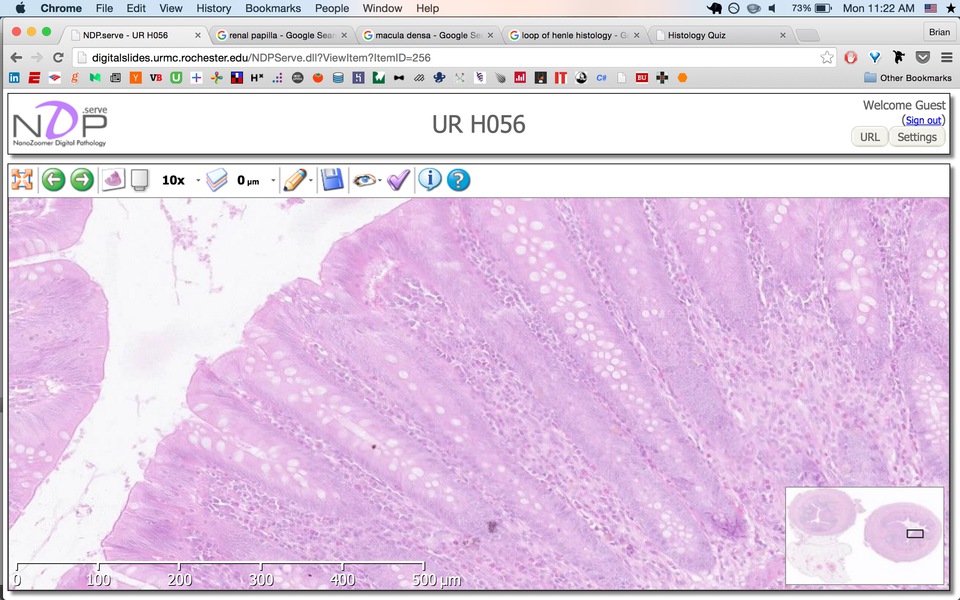 Chrome File Edit View History Bookmarks People Window Help 73% Mon 11:22 AM
NDP.serve - UR H056 renal papilla - Google Sear macula densa - Google Se loop of henle histology - G Histology Quiz Brian
digitalslides.urmc.rochester.edu/NDPServe.dll?ViewItem?ItemID=256
Other Bookmarks
NDP .serve
NanoZoomer Digital Pathology
UR H056
Welcome Guest
(Sign out)
URL Settings
10x 0 µm
0 100 200 300 400 500 µm